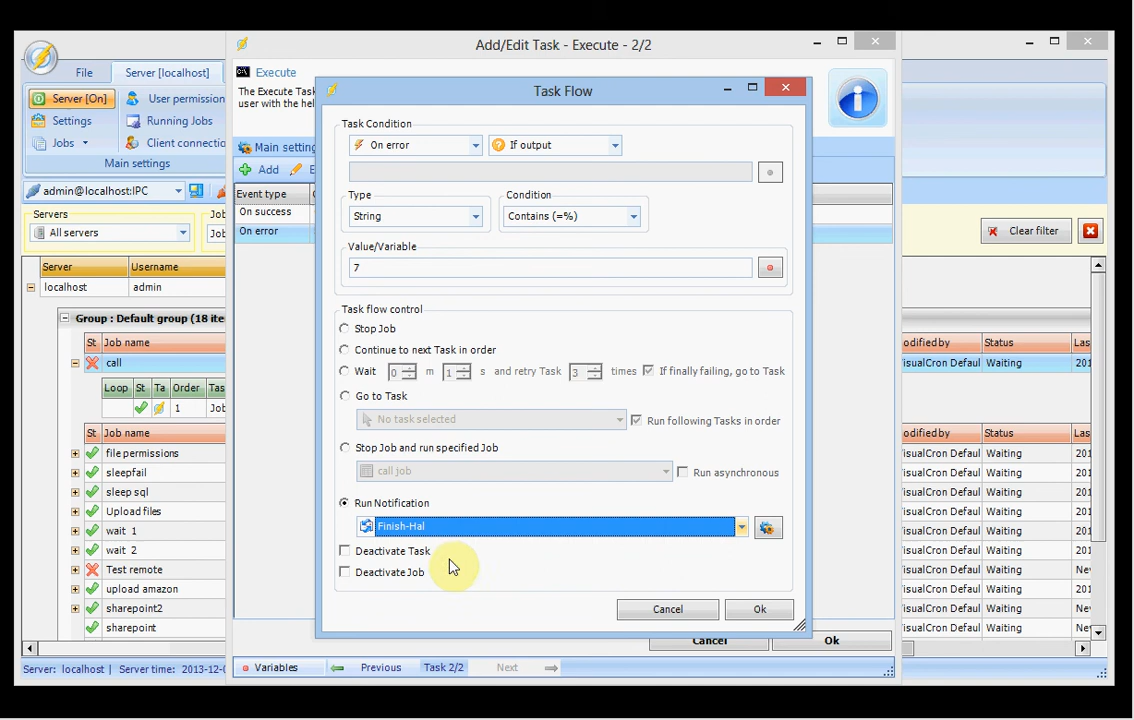 Add/Edit Task - Execute - 2/2
File
Server [localhost]
Execute
The Execute Task
user with the hel
Server [On]
User permission
Settings
Running Jobs
Jobs
Client connectio
Main settings
Main setting
Add
admin@localhost:IPC
Event type
On success
On error
Servers
All servers
Clear filter
Server
Username
localhost
admin
Group : Default group (18 ite
St
Job name
odified by
Status
Las
call
isualCron Defaul
Waiting
201
Loop
St
Ta
Order
Tas
1
Job
St
Job name
odified by
Status
Las
file permissions
isualCron Defaul
Waiting
201
sleepfail
isualCron Defaul
Waiting
201
sleep sql
isualCron Defaul
Waiting
201
Upload files
isualCron Defaul
Waiting
201
wait 1
isualCron Defaul
Waiting
201
wait 2
isualCron Defaul
Waiting
201
Test remote
isualCron Defaul
Waiting
Nev
upload amazon
isualCron Defaul
Waiting
201
sharepoint2
isualCron Defaul
Waiting
Nev
sharepoint
isualCron Defaul
Waiting
201
Server: localhost | Server time: 2013-12-0
Task Flow
Task Condition
On error
If output
Type
Condition
String
Contains (=%)
Value/Variable
7
Task flow control
Stop Job
Continue to next Task in order
Wait 0 m 1 s and retry Task 3 times If finally failing, go to Task
Go to Task
No task selected
Run following Tasks in order
Stop Job and run specified Job
call job
Run asynchronous
Run Notification
Finish-Hal
Deactivate Task
Deactivate Job
Cancel
Ok
Cancel
Ok
Variables
Previous
Task 2/2
Next